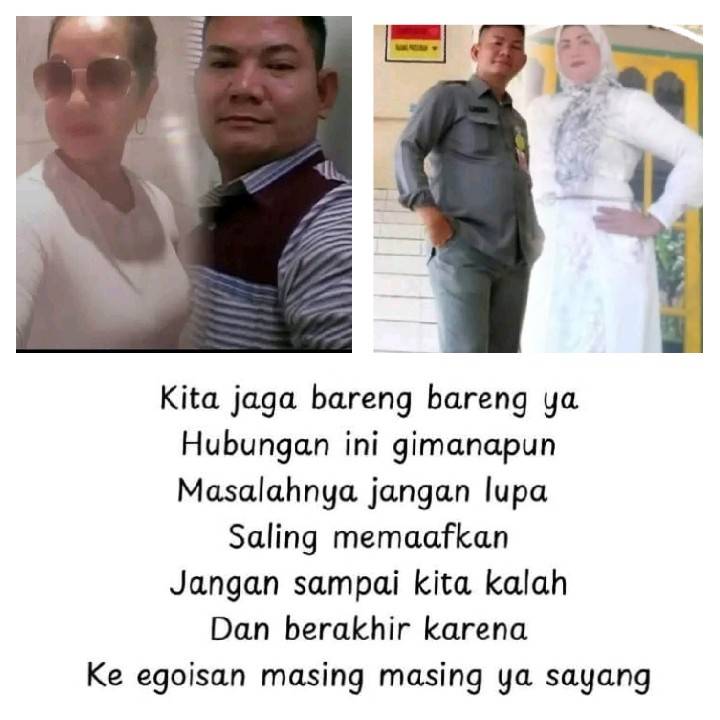 Kita jaga bareng bareng ya
Hubungan ini gimanapun
Masalahnya jangan lupa
Saling memaafkan
Jangan sampai kita kalah
Dan berakhir karena
Ke egoisan masing masing ya sayang